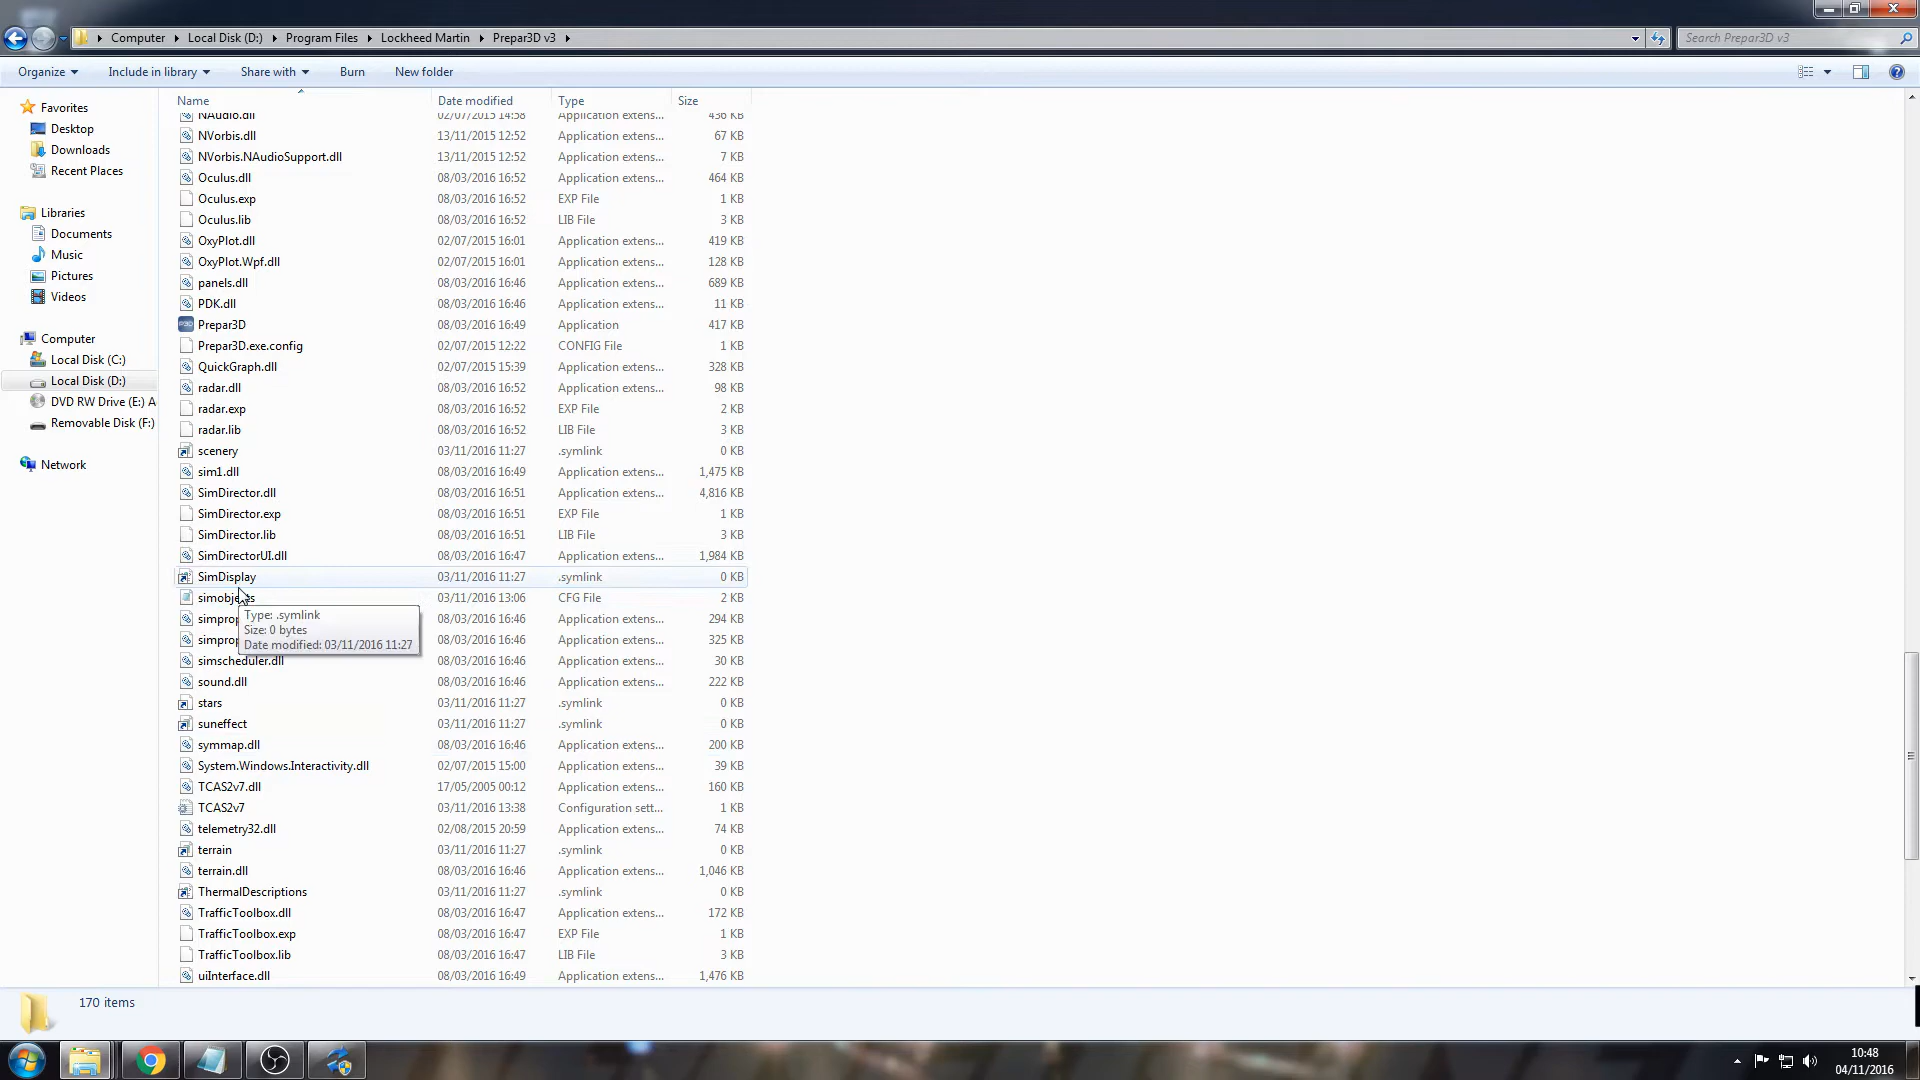 Computer ▸ Local Disk (D:) ▸ Program Files ▸ Lockheed Martin ▸ Prepar3D v3 ▸
Search Prepar3D v3
Organize Include in library Share with Burn New folder
Name Date modified Type Size
Favorites
Desktop
Downloads
Recent Places
Libraries
Documents
Music
Pictures
Videos
Computer
Local Disk (C:)
Local Disk (D:)
DVD RW Drive (E:) A
Removable Disk (F:)
Network
NAudio.dll 02/07/2015 14:58 Application extens... 436 KB
NVorbis.dll 13/11/2015 12:52 Application extens... 67 KB
NVorbis.NAudioSupport.dll 13/11/2015 12:52 Application extens... 7 KB
Oculus.dll 08/03/2016 16:52 Application extens... 464 KB
Oculus.exp 08/03/2016 16:52 EXP File 1 KB
Oculus.lib 08/03/2016 16:52 LIB File 3 KB
OxyPlot.dll 02/07/2015 16:01 Application extens... 419 KB
OxyPlot.Wpf.dll 02/07/2015 16:01 Application extens... 128 KB
panels.dll 08/03/2016 16:46 Application extens... 689 KB
PDK.dll 08/03/2016 16:46 Application extens... 11 KB
Prepar3D 08/03/2016 16:49 Application 417 KB
Prepar3D.exe.config 02/07/2015 12:22 CONFIG File 1 KB
QuickGraph.dll 02/07/2015 15:39 Application extens... 328 KB
radar.dll 08/03/2016 16:52 Application extens... 98 KB
radar.exp 08/03/2016 16:52 EXP File 2 KB
radar.lib 08/03/2016 16:52 LIB File 3 KB
scenery 03/11/2016 11:27 .symlink 0 KB
sim1.dll 08/03/2016 16:49 Application extens... 1,475 KB
SimDirector.dll 08/03/2016 16:51 Application extens... 4,816 KB
SimDirector.exp 08/03/2016 16:51 EXP File 1 KB
SimDirector.lib 08/03/2016 16:51 LIB File 3 KB
SimDirectorUI.dll 08/03/2016 16:47 Application extens... 1,984 KB
SimDisplay 03/11/2016 11:27 .symlink 0 KB
simobjects 03/11/2016 13:06 CFG File 2 KB
simprop 08/03/2016 16:46 Application extens... 294 KB
simprop 08/03/2016 16:46 Application extens... 325 KB
Type: .symlink
Size: 0 bytes
Date modified: 03/11/2016 11:27
simscheduler.dll 08/03/2016 16:46 Application extens... 30 KB
sound.dll 08/03/2016 16:46 Application extens... 222 KB
stars 03/11/2016 11:27 .symlink 0 KB
suneffect 03/11/2016 11:27 .symlink 0 KB
symmap.dll 08/03/2016 16:46 Application extens... 200 KB
System.Windows.Interactivity.dll 02/07/2015 15:00 Application extens... 39 KB
TCAS2v7.dll 17/05/2005 00:12 Application extens... 160 KB
TCAS2v7 03/11/2016 13:38 Configuration sett... 1 KB
telemetry32.dll 02/08/2015 20:59 Application extens... 74 KB
terrain 03/11/2016 11:27 .symlink 0 KB
terrain.dll 08/03/2016 16:46 Application extens... 1,046 KB
ThermalDescriptions 03/11/2016 11:27 .symlink 0 KB
TrafficToolbox.dll 08/03/2016 16:47 Application extens... 172 KB
TrafficToolbox.exp 08/03/2016 16:47 EXP File 1 KB
TrafficToolbox.lib 08/03/2016 16:47 LIB File 3 KB
uiInterface.dll 08/03/2016 16:49 Application extens... 1,476 KB
170 items
10:48
04/11/2016